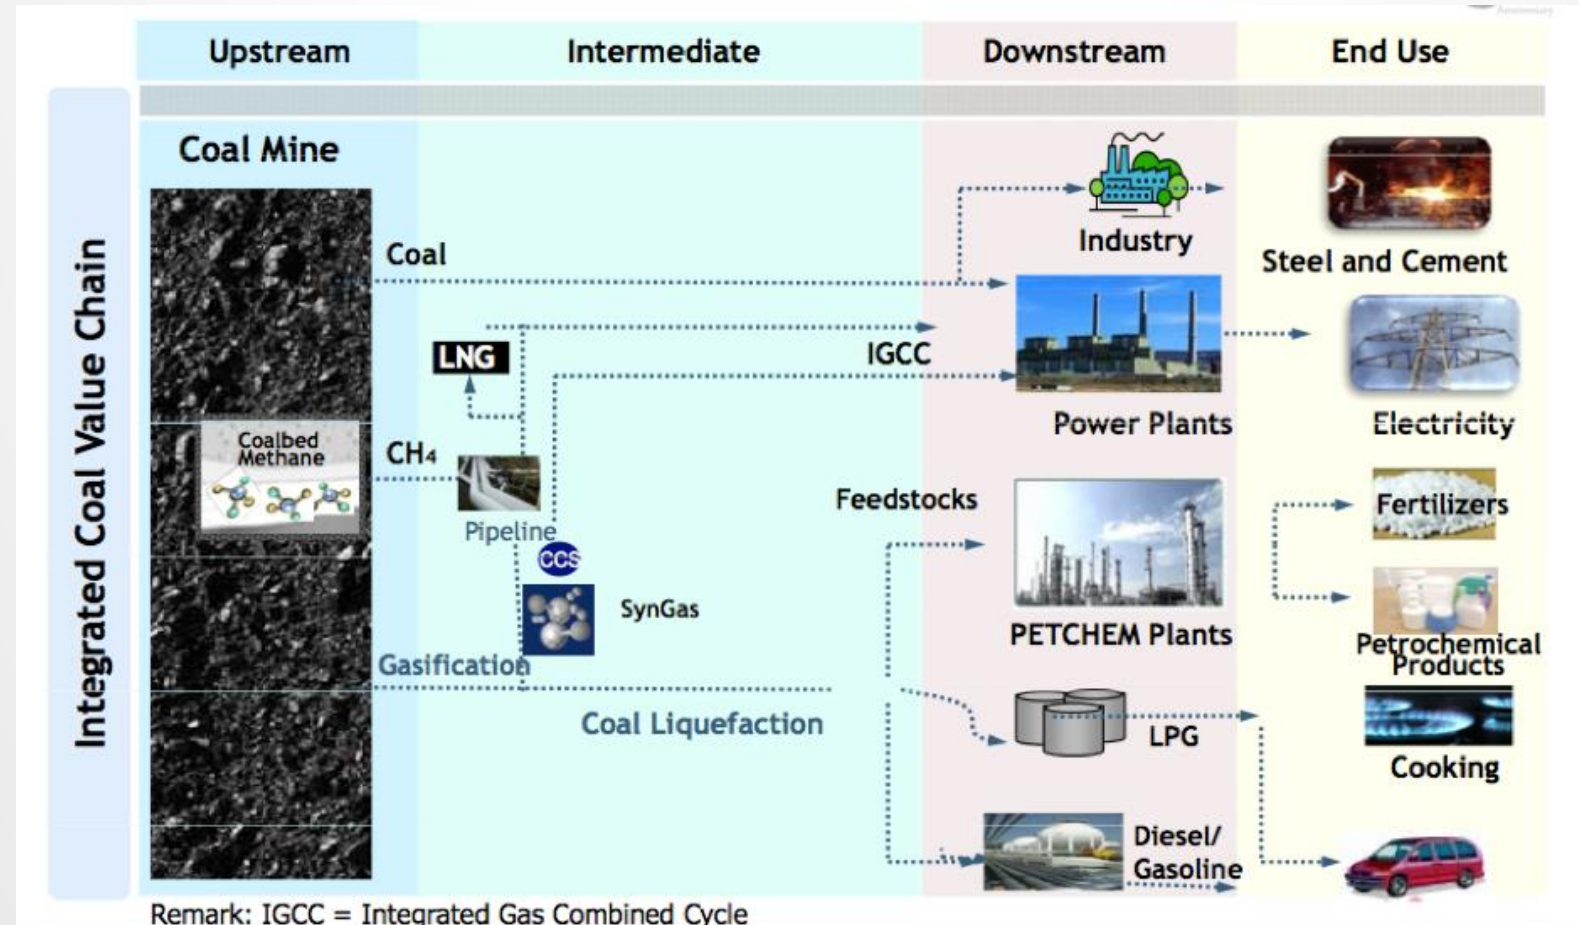 Anniversary
Upstream
Intermediate
Downstream
End Use
Integrated Coal Value Chain
Coal Mine
Coal
Industry
Steel and Cement
LNG
IGCC
Power Plants
Electricity
Coalbed
Methane
CH₄
Pipeline
CCS
SynGas
Feedstocks
PETCHEM Plants
Fertilizers
Petrochemical
Products
Gasification
Coal Liquefaction
LPG
Cooking
Diesel/
Gasoline
Remark: IGCC = Integrated Gas Combined Cycle